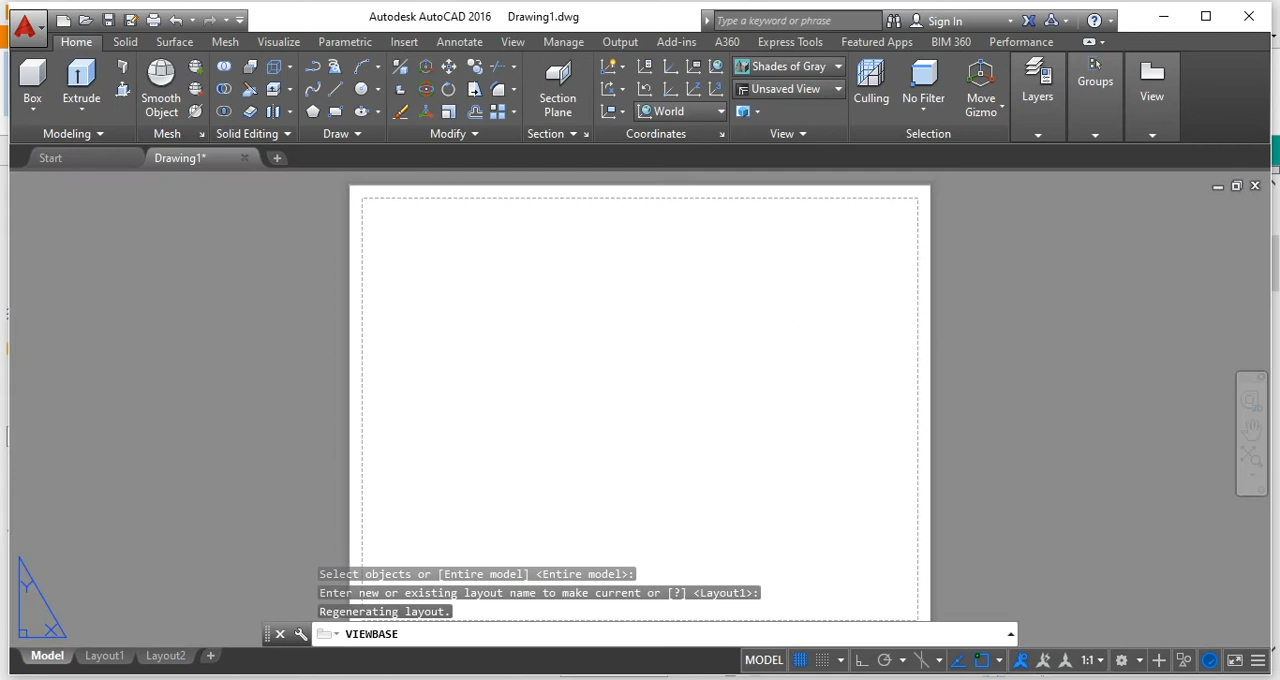 Autodesk AutoCAD 2016 Drawing1.dwg
Type a keyword or phrase
Sign In
Home Solid Surface Mesh Visualize Parametric Insert Annotate View Manage Output Add-ins A360 Express Tools Featured Apps BIM 360 Performance
Shades of Gray
Unsaved View
World
Box
Extrude
Smooth
Object
Section
Plane
Culling
No Filter
Move
Gizmo
Layers
Groups
View
Modeling
Mesh
Solid Editing
Draw
Modify
Section
Coordinates
View
Selection
Start
Drawing1*
Y
X
Select objects or [Entire model] <Entire model>:
Enter new or existing layout name to make current or [?] <Layout1>:
Regenerating layout.
VIEWBASE
Model Layout1 Layout2
MODEL
1:1